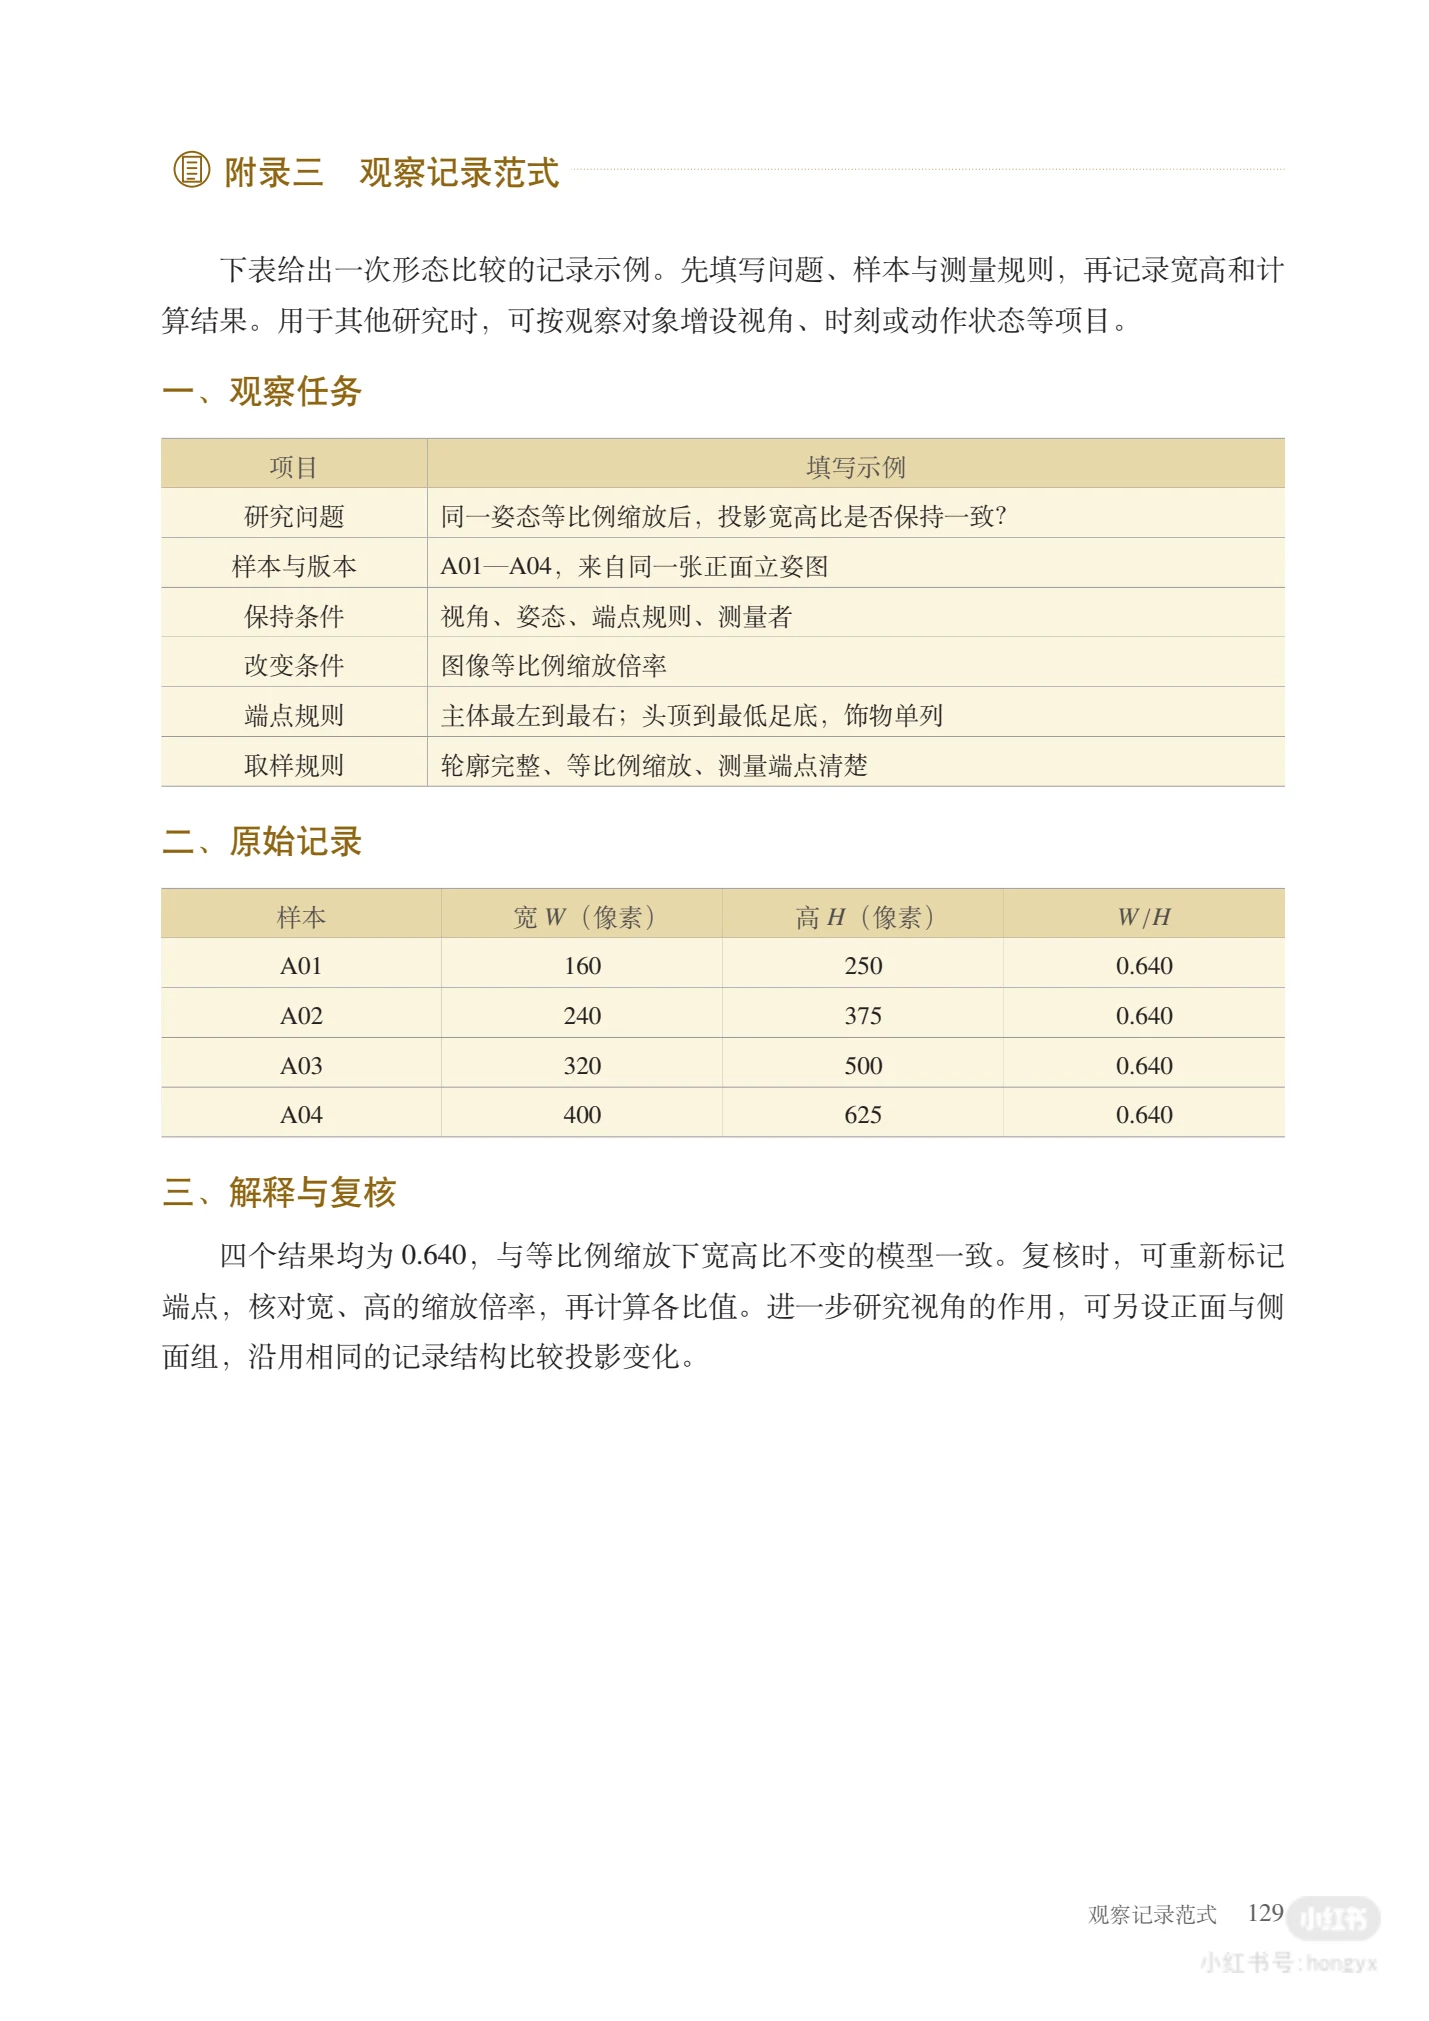 附录三 观察记录范式
下表给出一次形态比较的记录示例。先填写问题、样本与测量规则，再记录宽高和计
算结果。用于其他研究时，可按观察对象增设视角、时刻或动作状态等项目。
一、观察任务
项目 填写示例
研究问题 同一姿态等比例缩放后，投影宽高比是否保持一致？
样本与版本 A01—A04，来自同一张正面立姿图
保持条件 视角、姿态、端点规则、测量者
改变条件 图像等比例缩放倍率
端点规则 主体最左到最右；头顶到最低足底，饰物单列
取样规则 轮廓完整、等比例缩放、测量端点清楚
二、原始记录
样本 宽 W（像素） 高 H（像素） W/H
A01 160 250 0.640
A02 240 375 0.640
A03 320 500 0.640
A04 400 625 0.640
三、解释与复核
四个结果均为 0.640，与等比例缩放下宽高比不变的模型一致。复核时，可重新标记
端点，核对宽、高的缩放倍率，再计算各比值。进一步研究视角的作用，可另设正面与侧
面组，沿用相同的记录结构比较投影变化。
观察记录范式 129
小红书
小红书号:hongyx